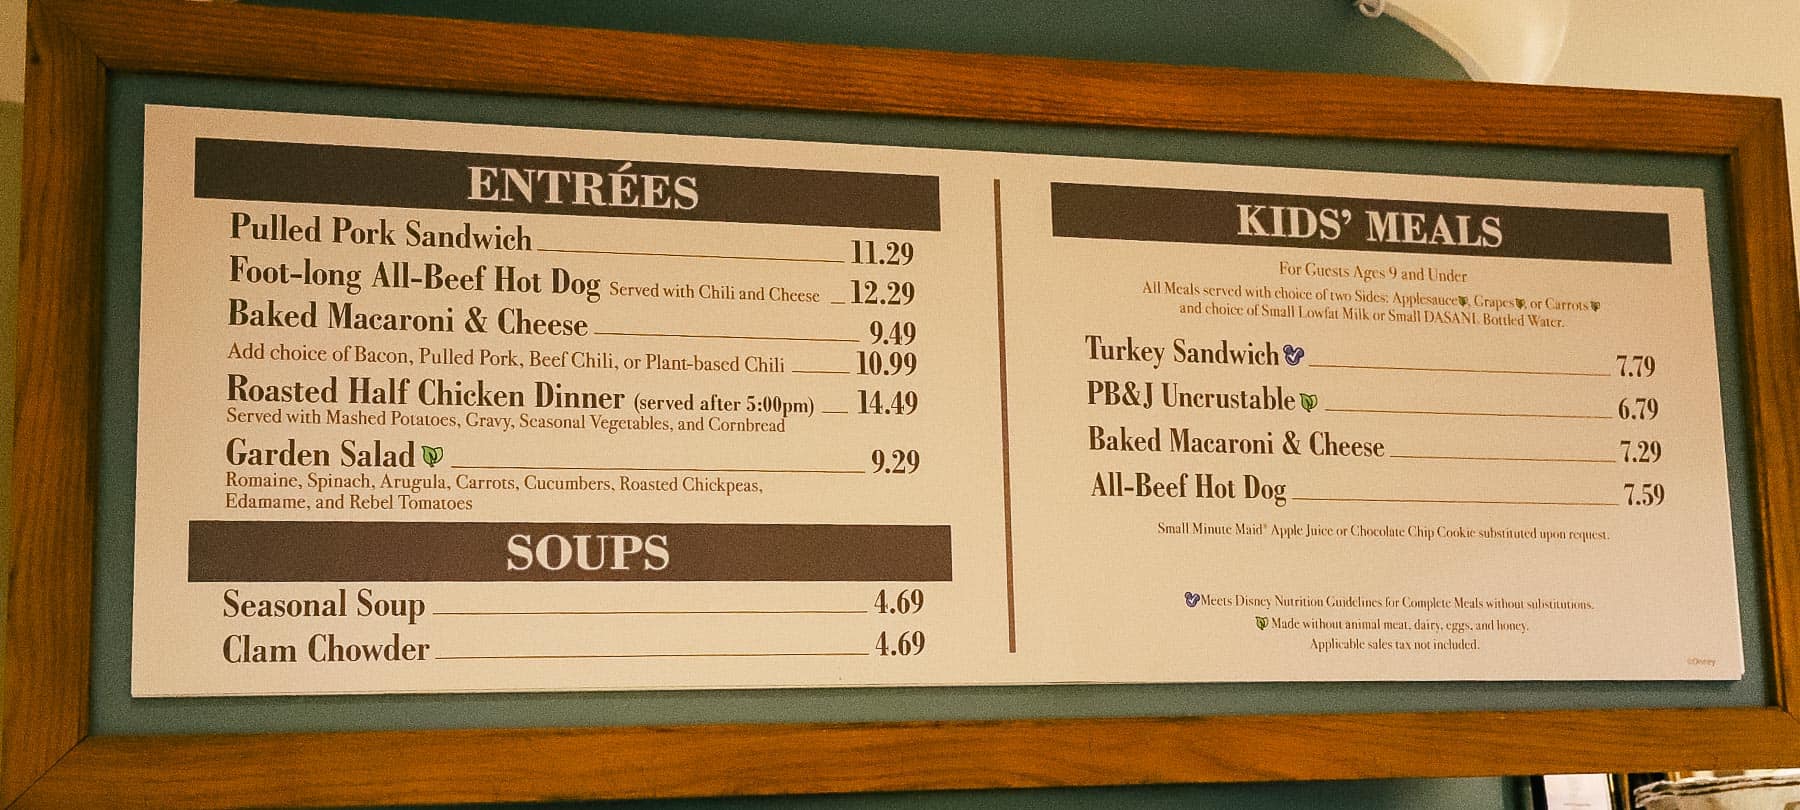 ENTRÉES
Pulled Pork Sandwich 11.29
Foot-long All-Beef Hot Dog Served with Chili and Cheese 12.29
Baked Macaroni & Cheese 9.49
Add choice of Bacon, Pulled Pork, Beef Chili, or Plant-based Chili 10.99
Roasted Half Chicken Dinner (served after 5:00pm) 14.49
Served with Mashed Potatoes, Gravy, Seasonal Vegetables, and Cornbread
Garden Salad 9.29
Romaine, Spinach, Arugula, Carrots, Cucumbers, Roasted Chickpeas,
Edamame, and Rebel Tomatoes
SOUPS
Seasonal Soup 4.69
Clam Chowder 4.69
KIDS' MEALS
For Guests Ages 9 and Under
All Meals served with choice of two Sides: Applesauce, Grapes, or Carrots
and choice of Small Lowfat Milk or Small DASANI Bottled Water.
Turkey Sandwich 7.79
PB&J Uncrustable 6.79
Baked Macaroni & Cheese 7.29
All-Beef Hot Dog 7.59
Small Minute Maid® Apple Juice or Chocolate Chip Cookie substituted upon request.
Meets Disney Nutrition Guidelines for Complete Meals without substitutions.
Made without animal meat, dairy, eggs, and honey.
Applicable sales tax not included.
©Disney